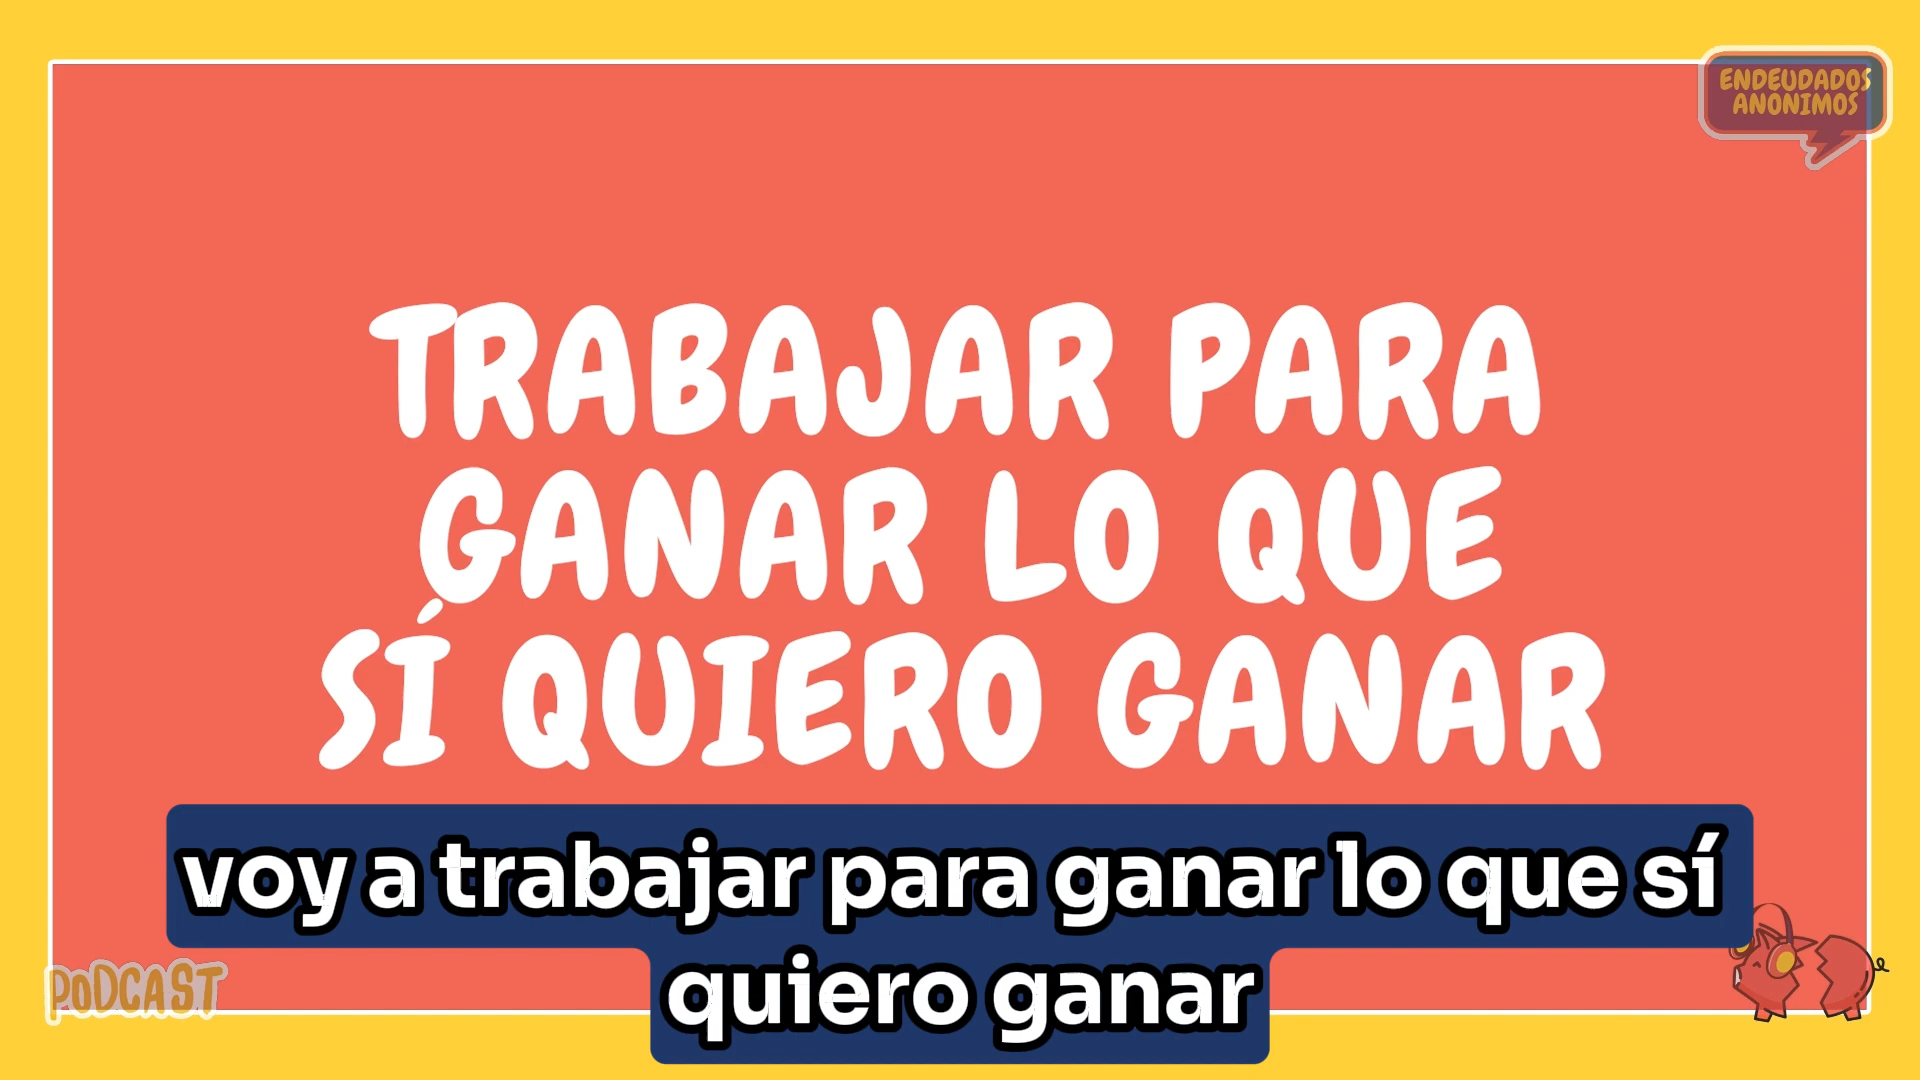 ENDEUDADOS
ANONIMOS
TRABAJAR PARA
GANAR LO QUE
SÍ QUIERO GANAR
voy a trabajar para ganar lo que sí
quiero ganar
PODCAST